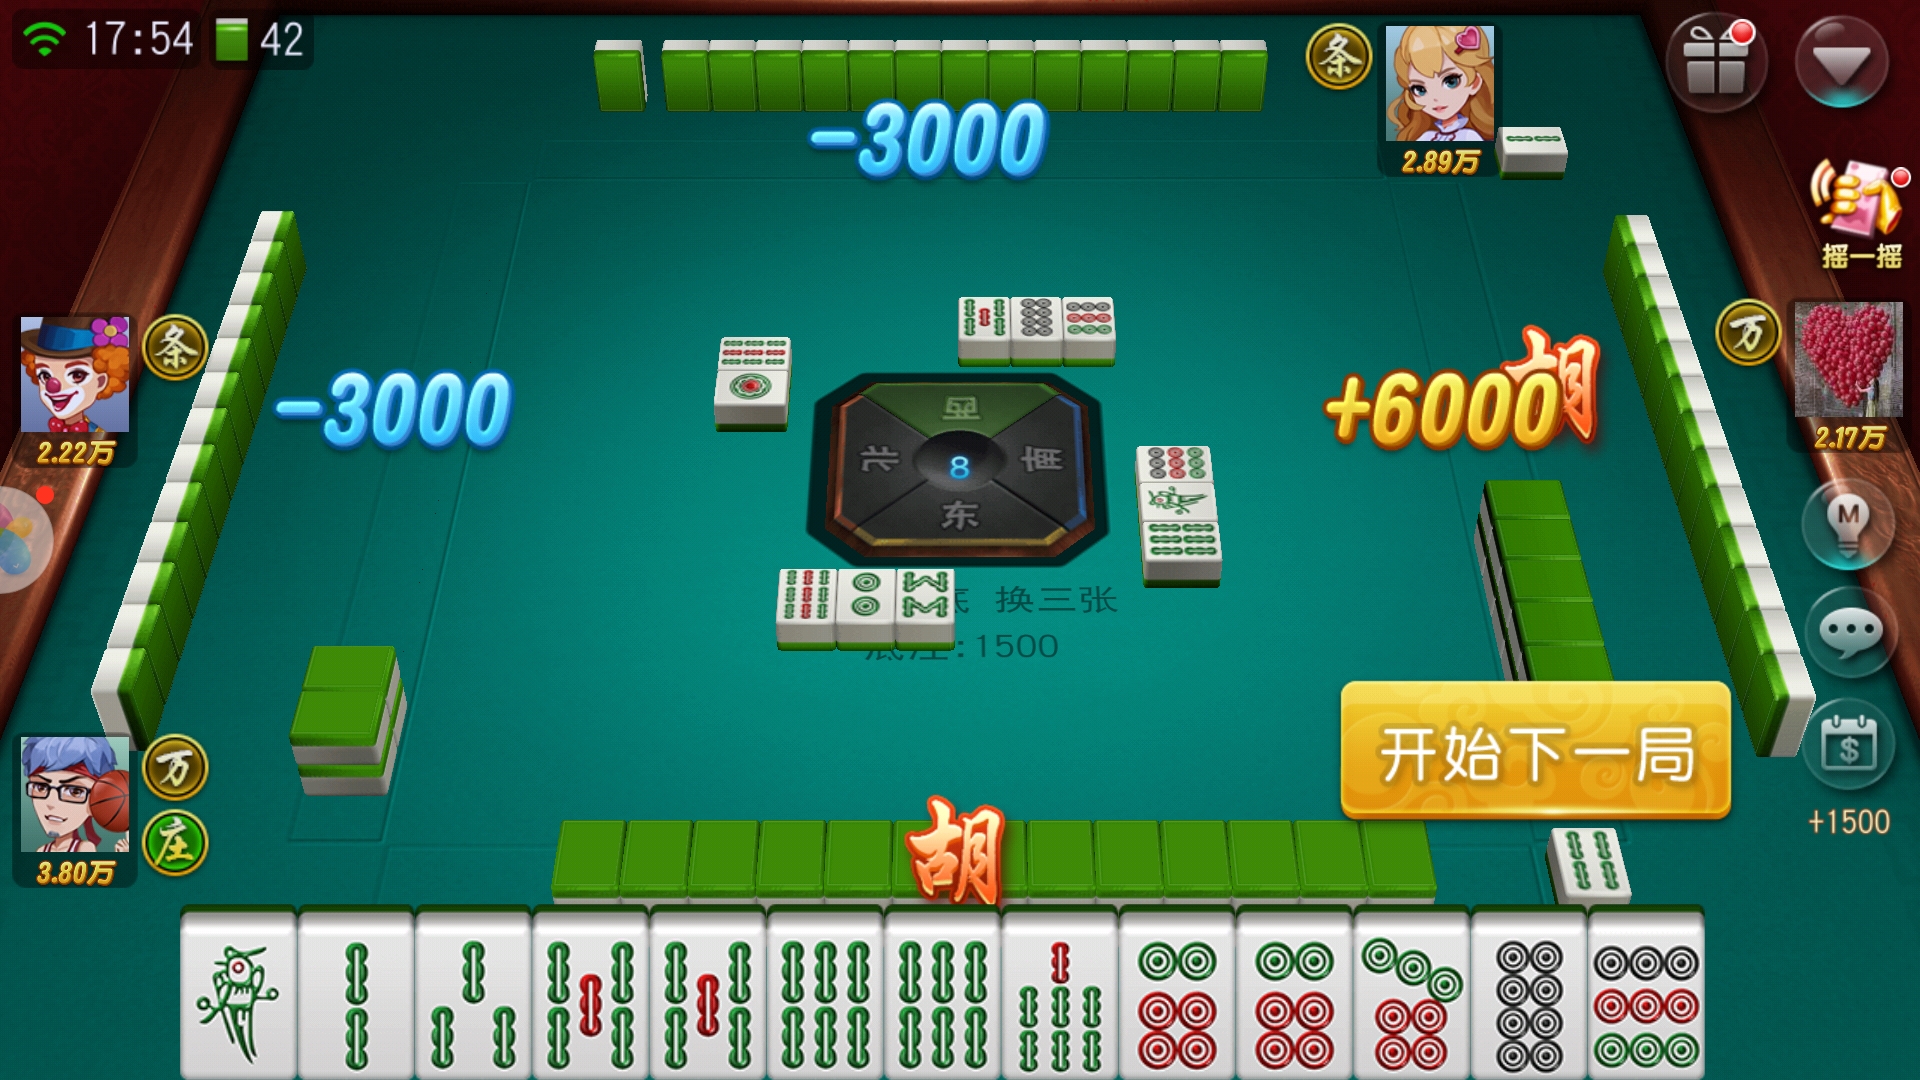 17:54 42
条
-3000
2.89万
摇一摇
条
万
胡
-3000
+6000
2.22万
2.17万
西
北 8 南
东
M
换三张
:1500
开始下一局
$
万
庄
+1500
3.80万
胡